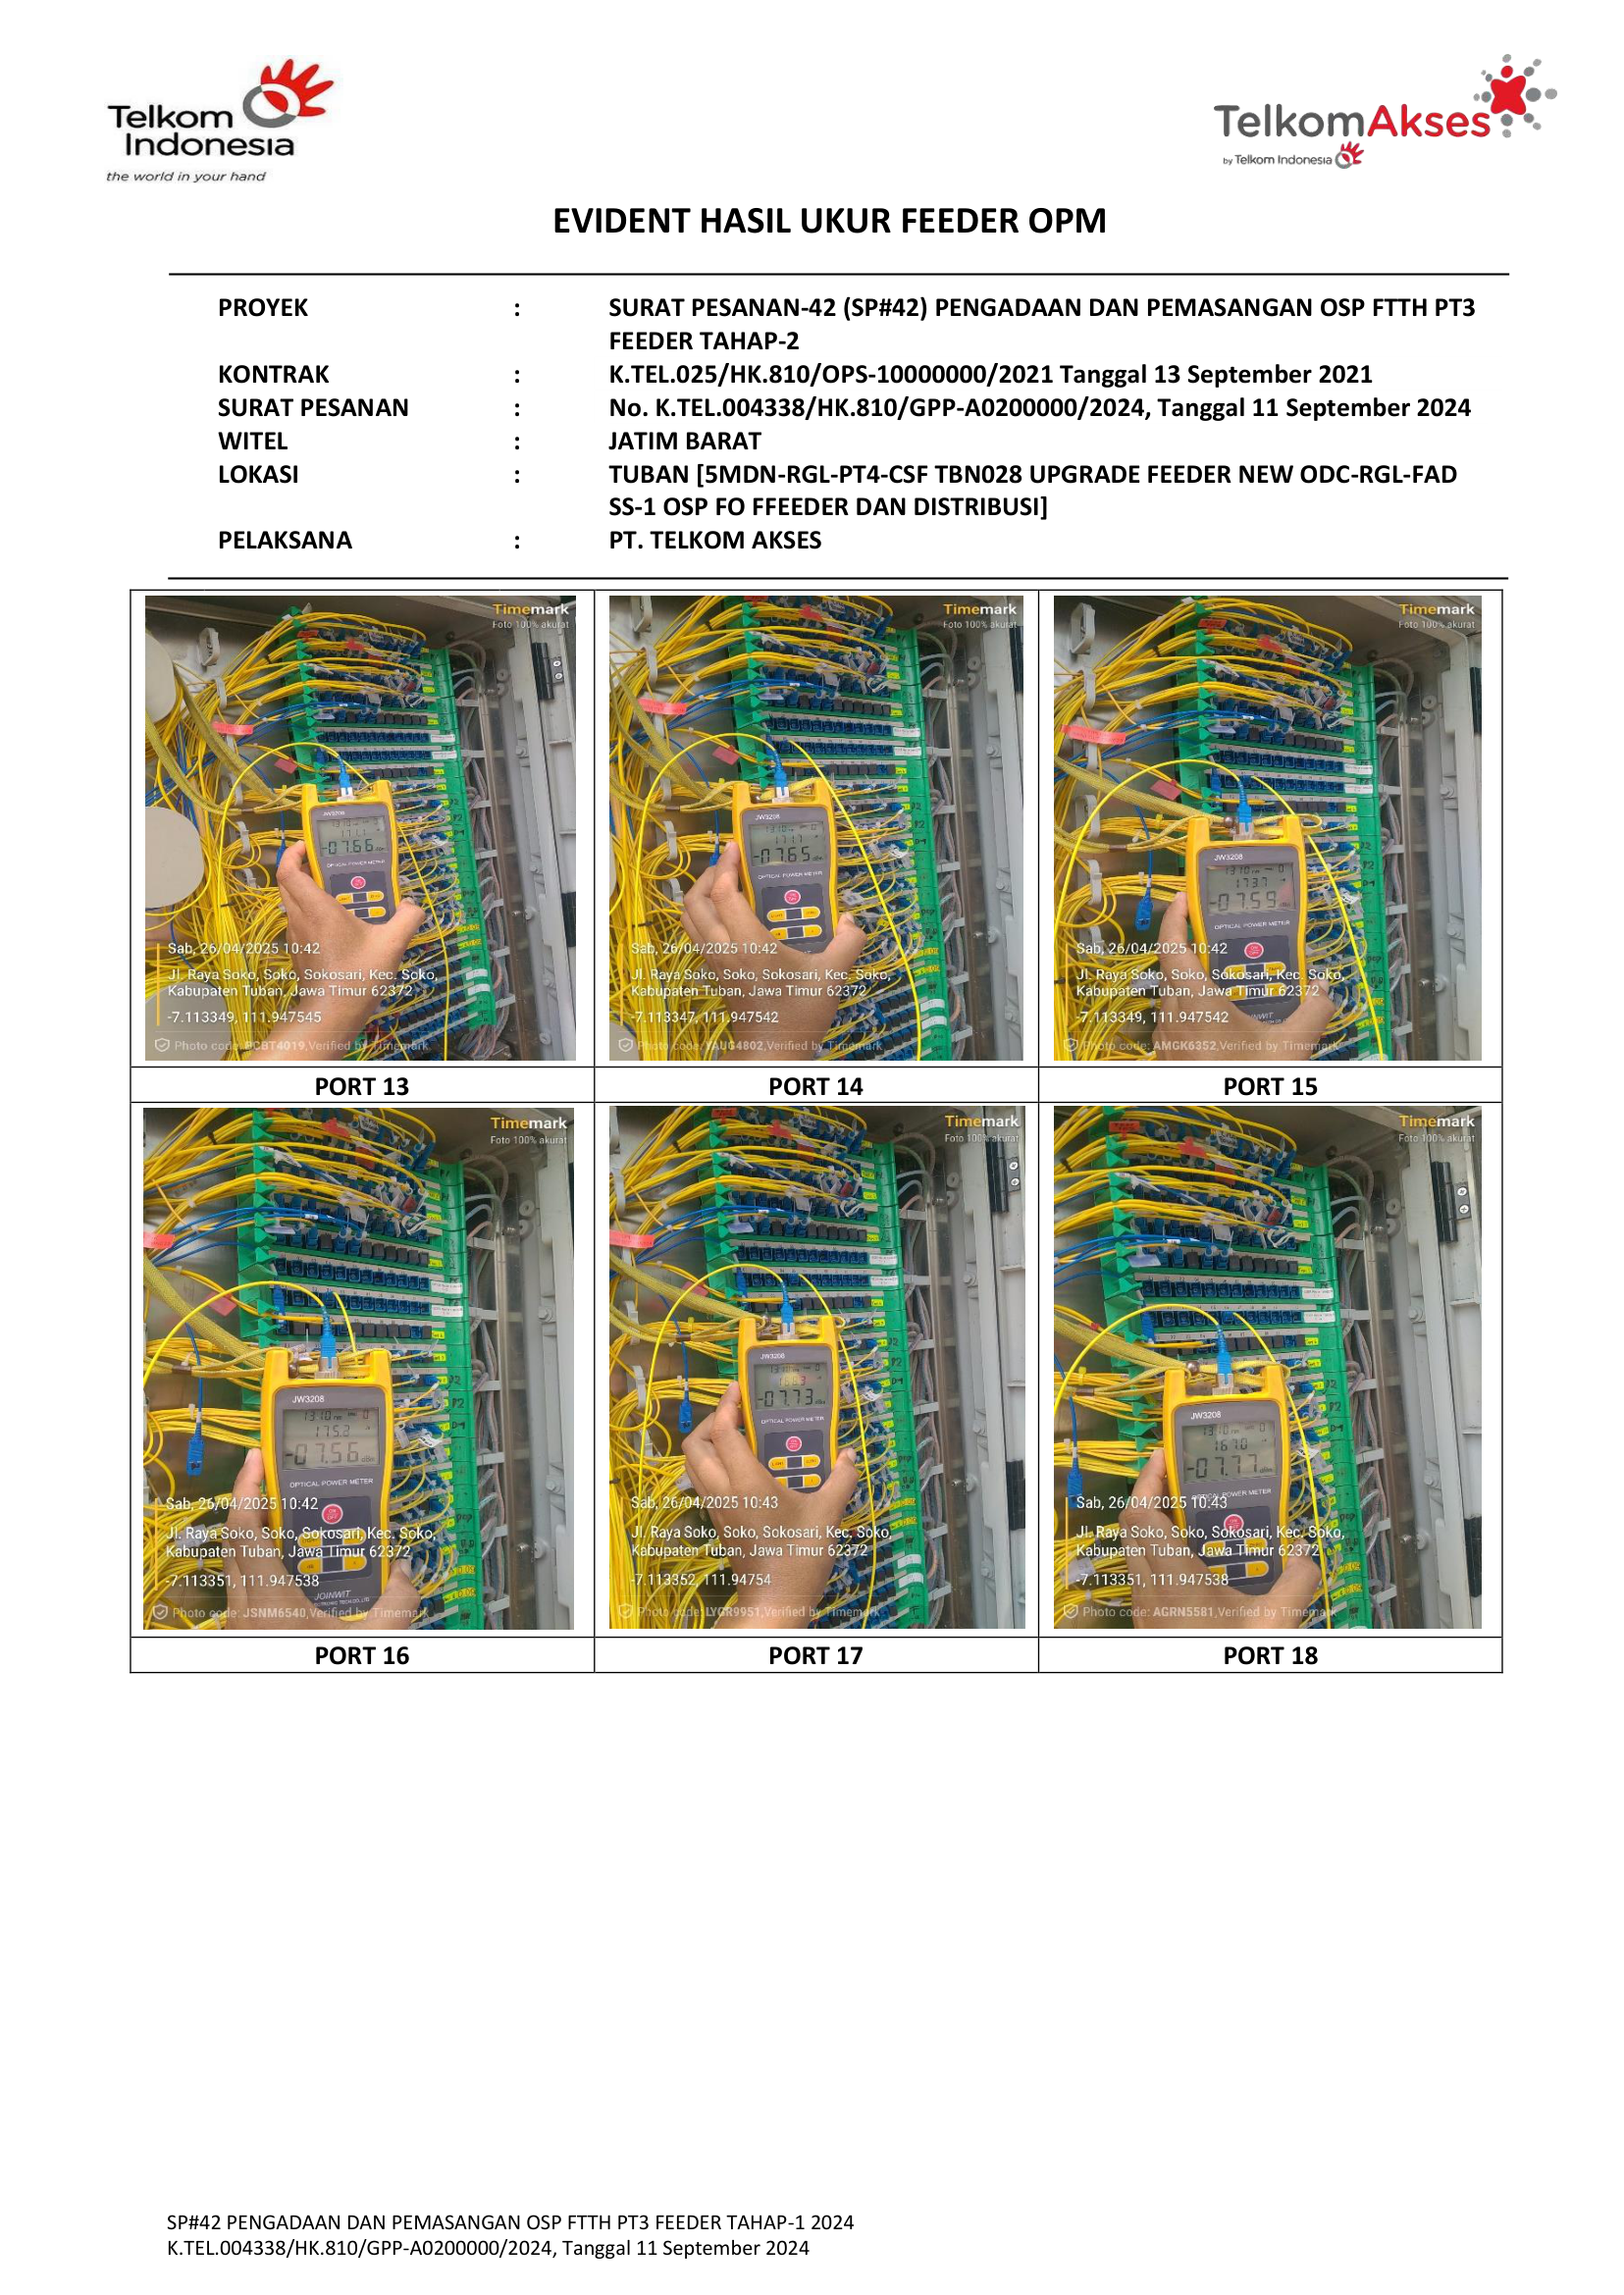 Telkom
Indonesia
the world in your hand
TelkomAkses
by Telkom Indonesia
EVIDENT HASIL UKUR FEEDER OPM
PROYEK : SURAT PESANAN-42 (SP#42) PENGADAAN DAN PEMASANGAN OSP FTTH PT3
FEEDER TAHAP-2
KONTRAK : K.TEL.025/HK.810/OPS-10000000/2021 Tanggal 13 September 2021
SURAT PESANAN : No. K.TEL.004338/HK.810/GPP-A0200000/2024, Tanggal 11 September 2024
WITEL : JATIM BARAT
LOKASI : TUBAN [5MDN-RGL-PT4-CSF TBN028 UPGRADE FEEDER NEW ODC-RGL-FAD
SS-1 OSP FO FFEEDER DAN DISTRIBUSI]
PELAKSANA : PT. TELKOM AKSES
Timemark
Foto 100% akurat
JW3208
-07.66
OPTICAL POWER METER
Sab, 26/04/2025 10:42
Jl. Raya Soko, Soko, Sokosari, Kec. Soko,
Kabupaten Tuban, Jawa Timur 62372
-7.113349, 111.947545
Photo code: Verified by Timemark
PORT 13
Timemark
Foto 100% akurat
JW3208
-07.65
OPTICAL POWER METER
Sab, 26/04/2025 10:42
Jl. Raya Soko, Soko, Sokosari, Kec. Soko,
Kabupaten Tuban, Jawa Timur 62372
-7.113347, 111.947542
Photo code: Verified by Timemark
PORT 14
Timemark
Foto 100% akurat
JW3208
1310
173.7
-07.59
OPTICAL POWER METER
Sab, 26/04/2025 10:42
Jl. Raya Soko, Soko, Sokosari, Kec. Soko,
Kabupaten Tuban, Jawa Timur 62372
-7.113349, 111.947542
Photo code: AMGK6352,Verified by Timemark
PORT 15
Timemark
Foto 100% akurat
JW3208
1310
175.2
-07.56
OPTICAL POWER METER
Sab, 26/04/2025 10:42
Jl. Raya Soko, Soko, Sokosari, Kec. Soko,
Kabupaten Tuban, Jawa Timur 62372
-7.113351, 111.947538
JOINWIT
Photo code: JSNM6540,Verified by Timemark
PORT 16
Timemark
Foto 100% akurat
JW3208
-07.73
OPTICAL POWER METER
Sab, 26/04/2025 10:43
Jl. Raya Soko, Soko, Sokosari, Kec. Soko,
Kabupaten Tuban, Jawa Timur 62372
-7.113352, 111.94754
Photo code: LYGR9951,Verified by Timemark
PORT 17
Timemark
Foto 100% akurat
JW3208
1310
167.0
-07.77
OPTICAL POWER METER
Sab, 26/04/2025 10:43
Jl. Raya Soko, Soko, Sokosari, Kec. Soko,
Kabupaten Tuban, Jawa Timur 62372
-7.113351, 111.947538
Photo code: AGRN5581,Verified by Timemark
PORT 18
SP#42 PENGADAAN DAN PEMASANGAN OSP FTTH PT3 FEEDER TAHAP-1 2024
K.TEL.004338/HK.810/GPP-A0200000/2024, Tanggal 11 September 2024